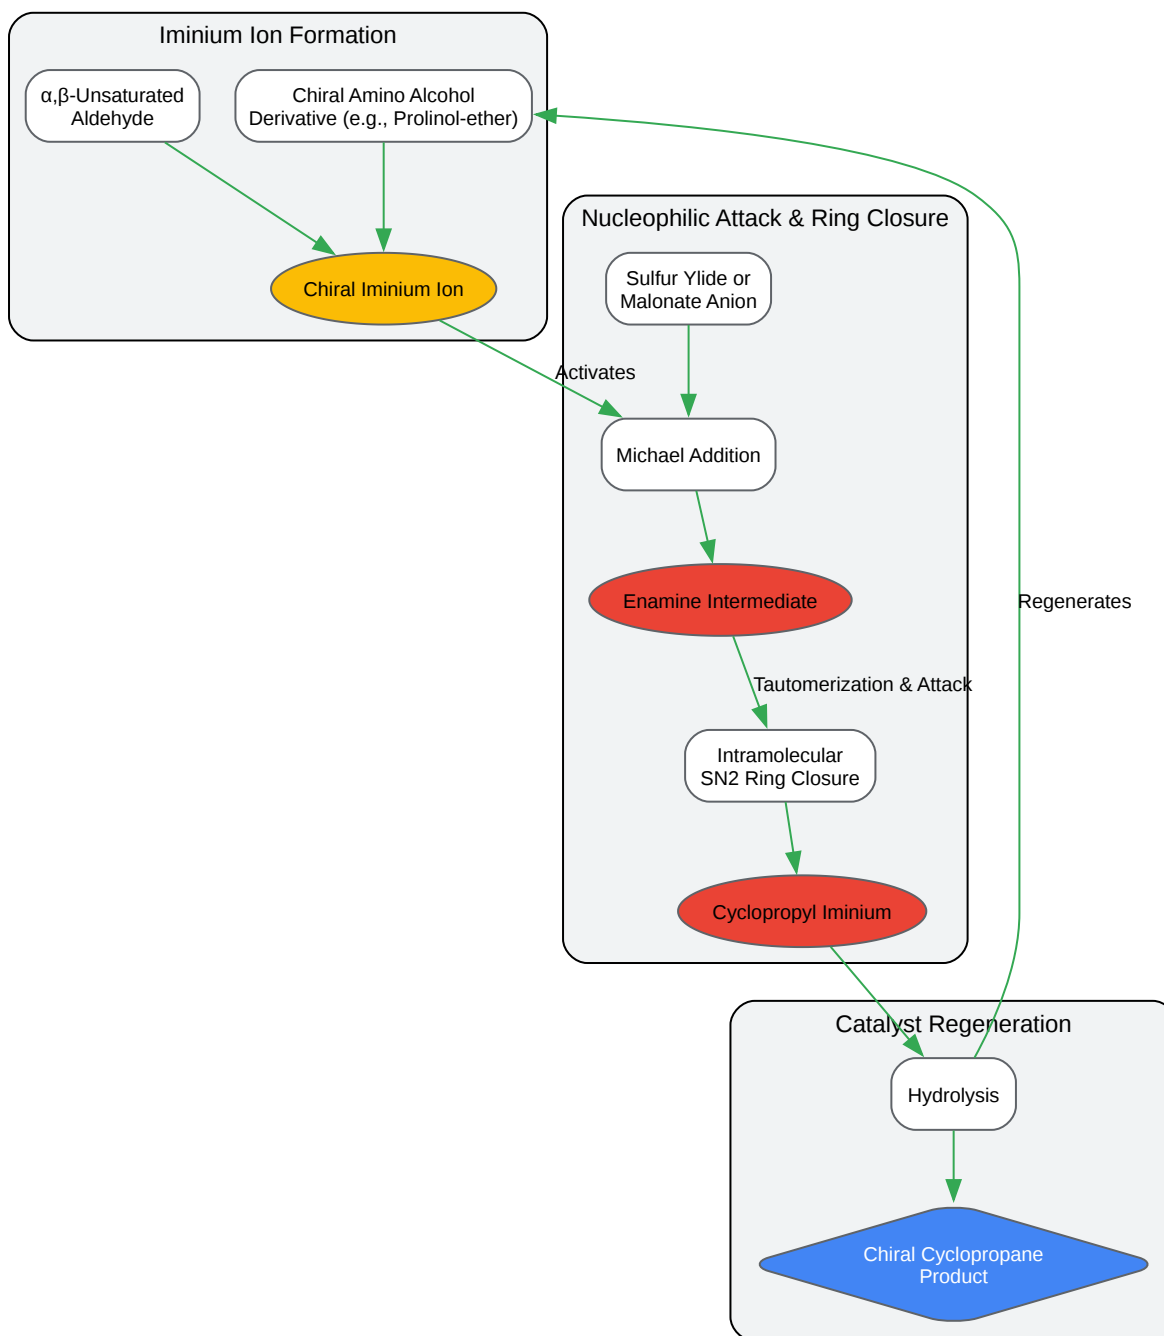 Iminium Ion Formation
α,β-Unsaturated
Aldehyde
Chiral Amino Alcohol
Derivative (e.g., Prolinol-ether)
Chiral Iminium Ion
Nucleophilic Attack & Ring Closure
Sulfur Ylide or
Malonate Anion
Activates
Michael Addition
Enamine Intermediate
Regenerates
Tautomerization & Attack
Intramolecular
SN2 Ring Closure
Cyclopropyl Iminium
Catalyst Regeneration
Hydrolysis
Chiral Cyclopropane
Product